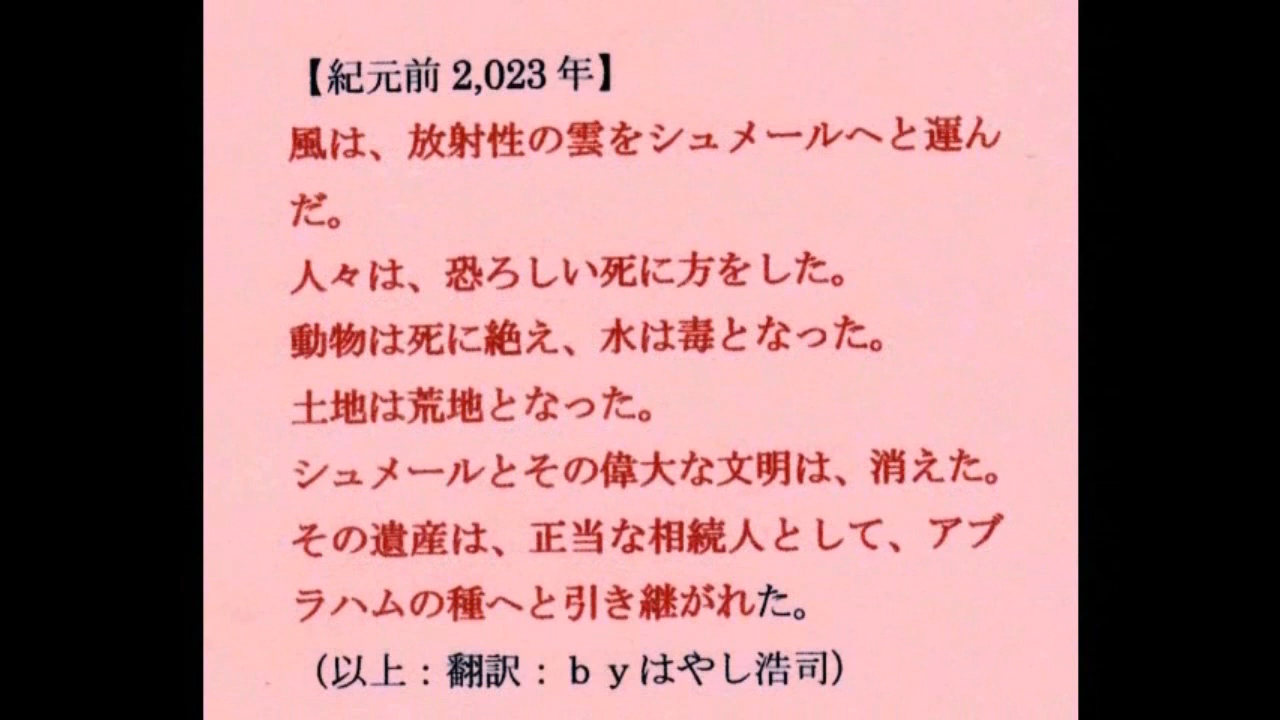 【紀元前 2,023 年】
風は、放射性の雲をシュメールへと運ん
だ。
人々は、恐ろしい死に方をした。
動物は死に絶え、水は毒となった。
土地は荒地となった。
シュメールとその偉大な文明は、消えた。
その遺産は、正当な相続人として、アブ
ラハムの種へと引き継がれた。
（以上：翻訳：ｂｙはやし浩司）